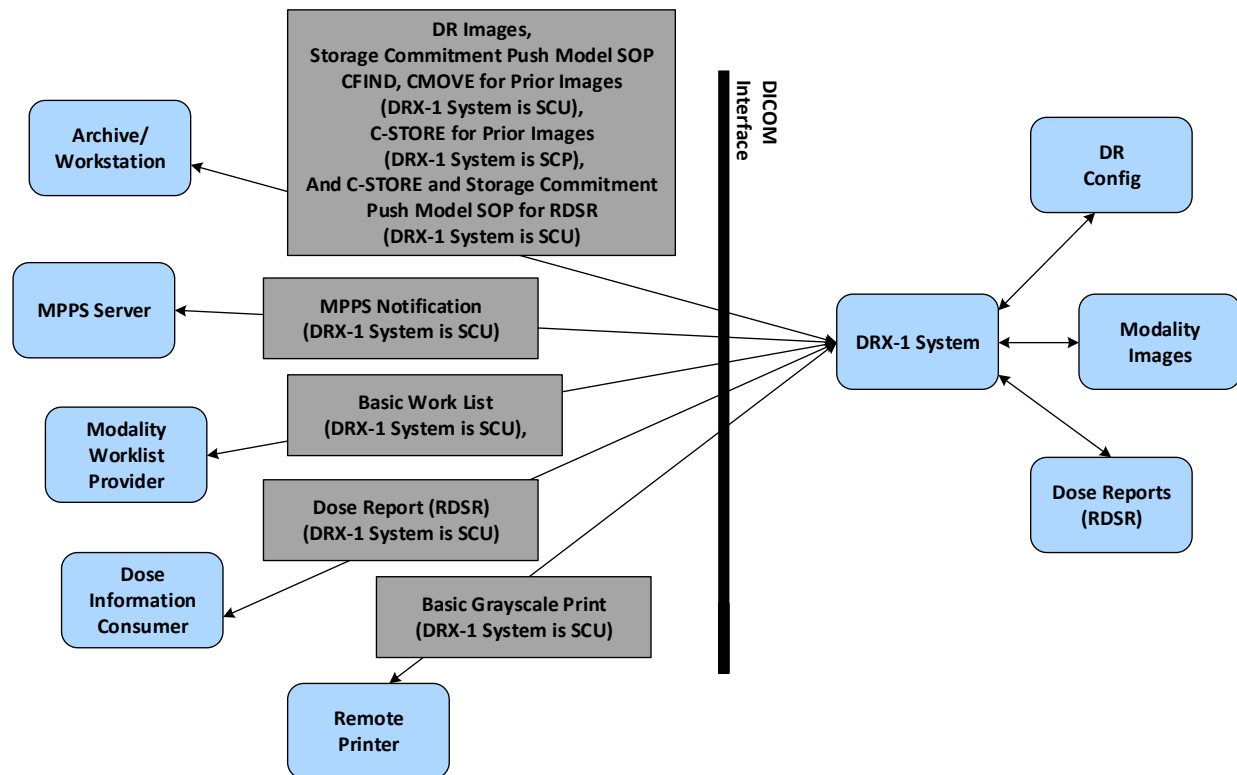 DR Images,
Storage Commitment Push Model SOP
CFIND, CMOVE for Prior Images
(DRX-1 System is SCU),
C-STORE for Prior Images
(DRX-1 System is SCP),
And C-STORE and Storage Commitment
Push Model SOP for RDSR
(DRX-1 System is SCU)
Archive/
Workstation
DICOM
Interface
DR
Config
MPPS Server
MPPS Notification
(DRX-1 System is SCU)
DRX-1 System
Modality
Images
Basic Work List
(DRX-1 System is SCU),
Modality
Worklist
Provider
Dose Report (RDSR)
(DRX-1 System is SCU)
Dose Reports
(RDSR)
Dose
Information
Consumer
Basic Grayscale Print
(DRX-1 System is SCU)
Remote
Printer